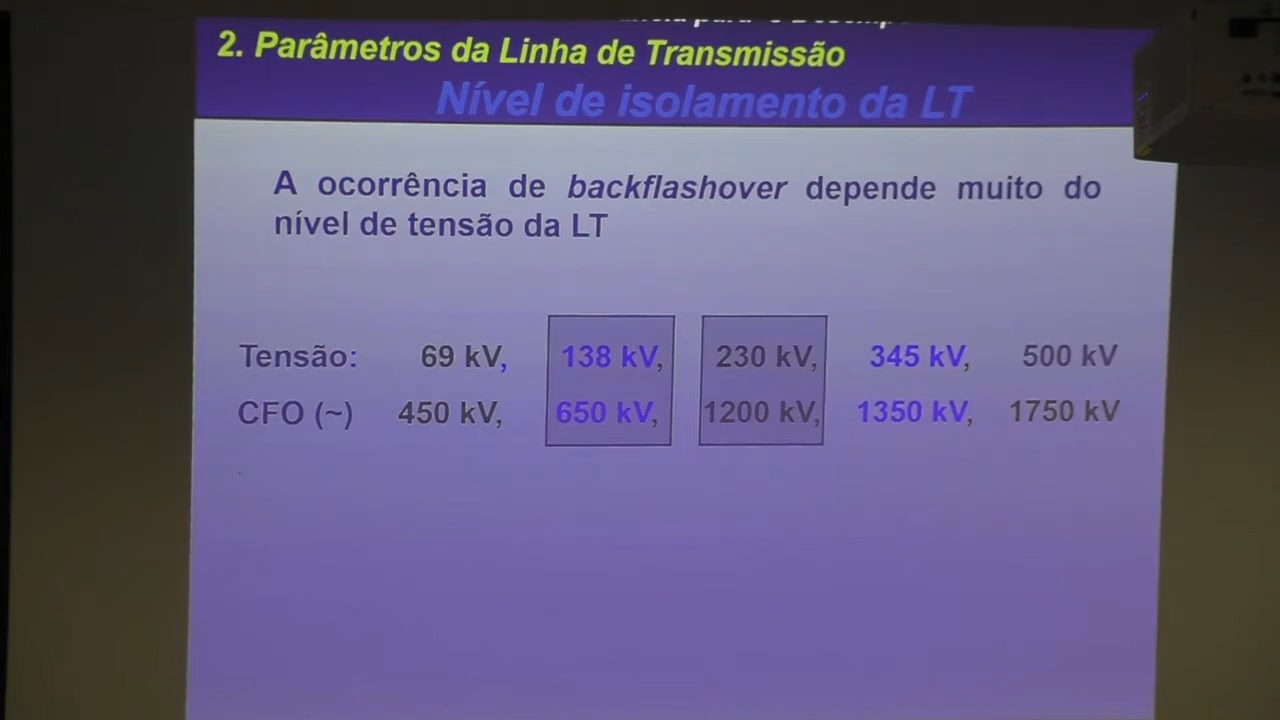 2. Parâmetros da Linha de Transmissão
Nível de isolamento da LT
A ocorrência de backflashover depende muito do
nível de tensão da LT
Tensão: 69 kV, 138 kV, 230 kV, 345 kV, 500 kV
CFO (~) 450 kV, 650 kV, 1200 kV, 1350 kV, 1750 kV